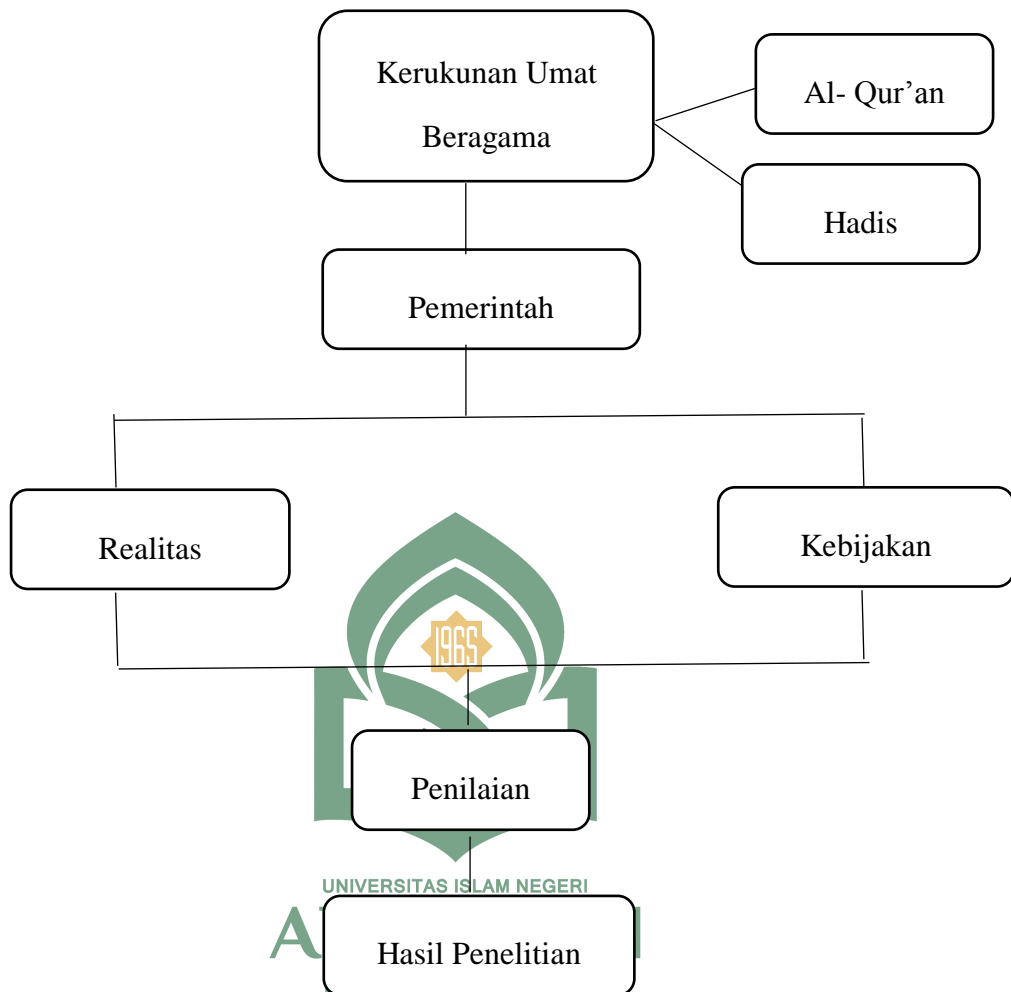 Kerukunan Umat
Beragama
Al- Qur’an
Hadis
Pemerintah
Realitas
Kebijakan
1965
Penilaian
UNIVERSITAS ISLAM NEGERI
Hasil Penelitian